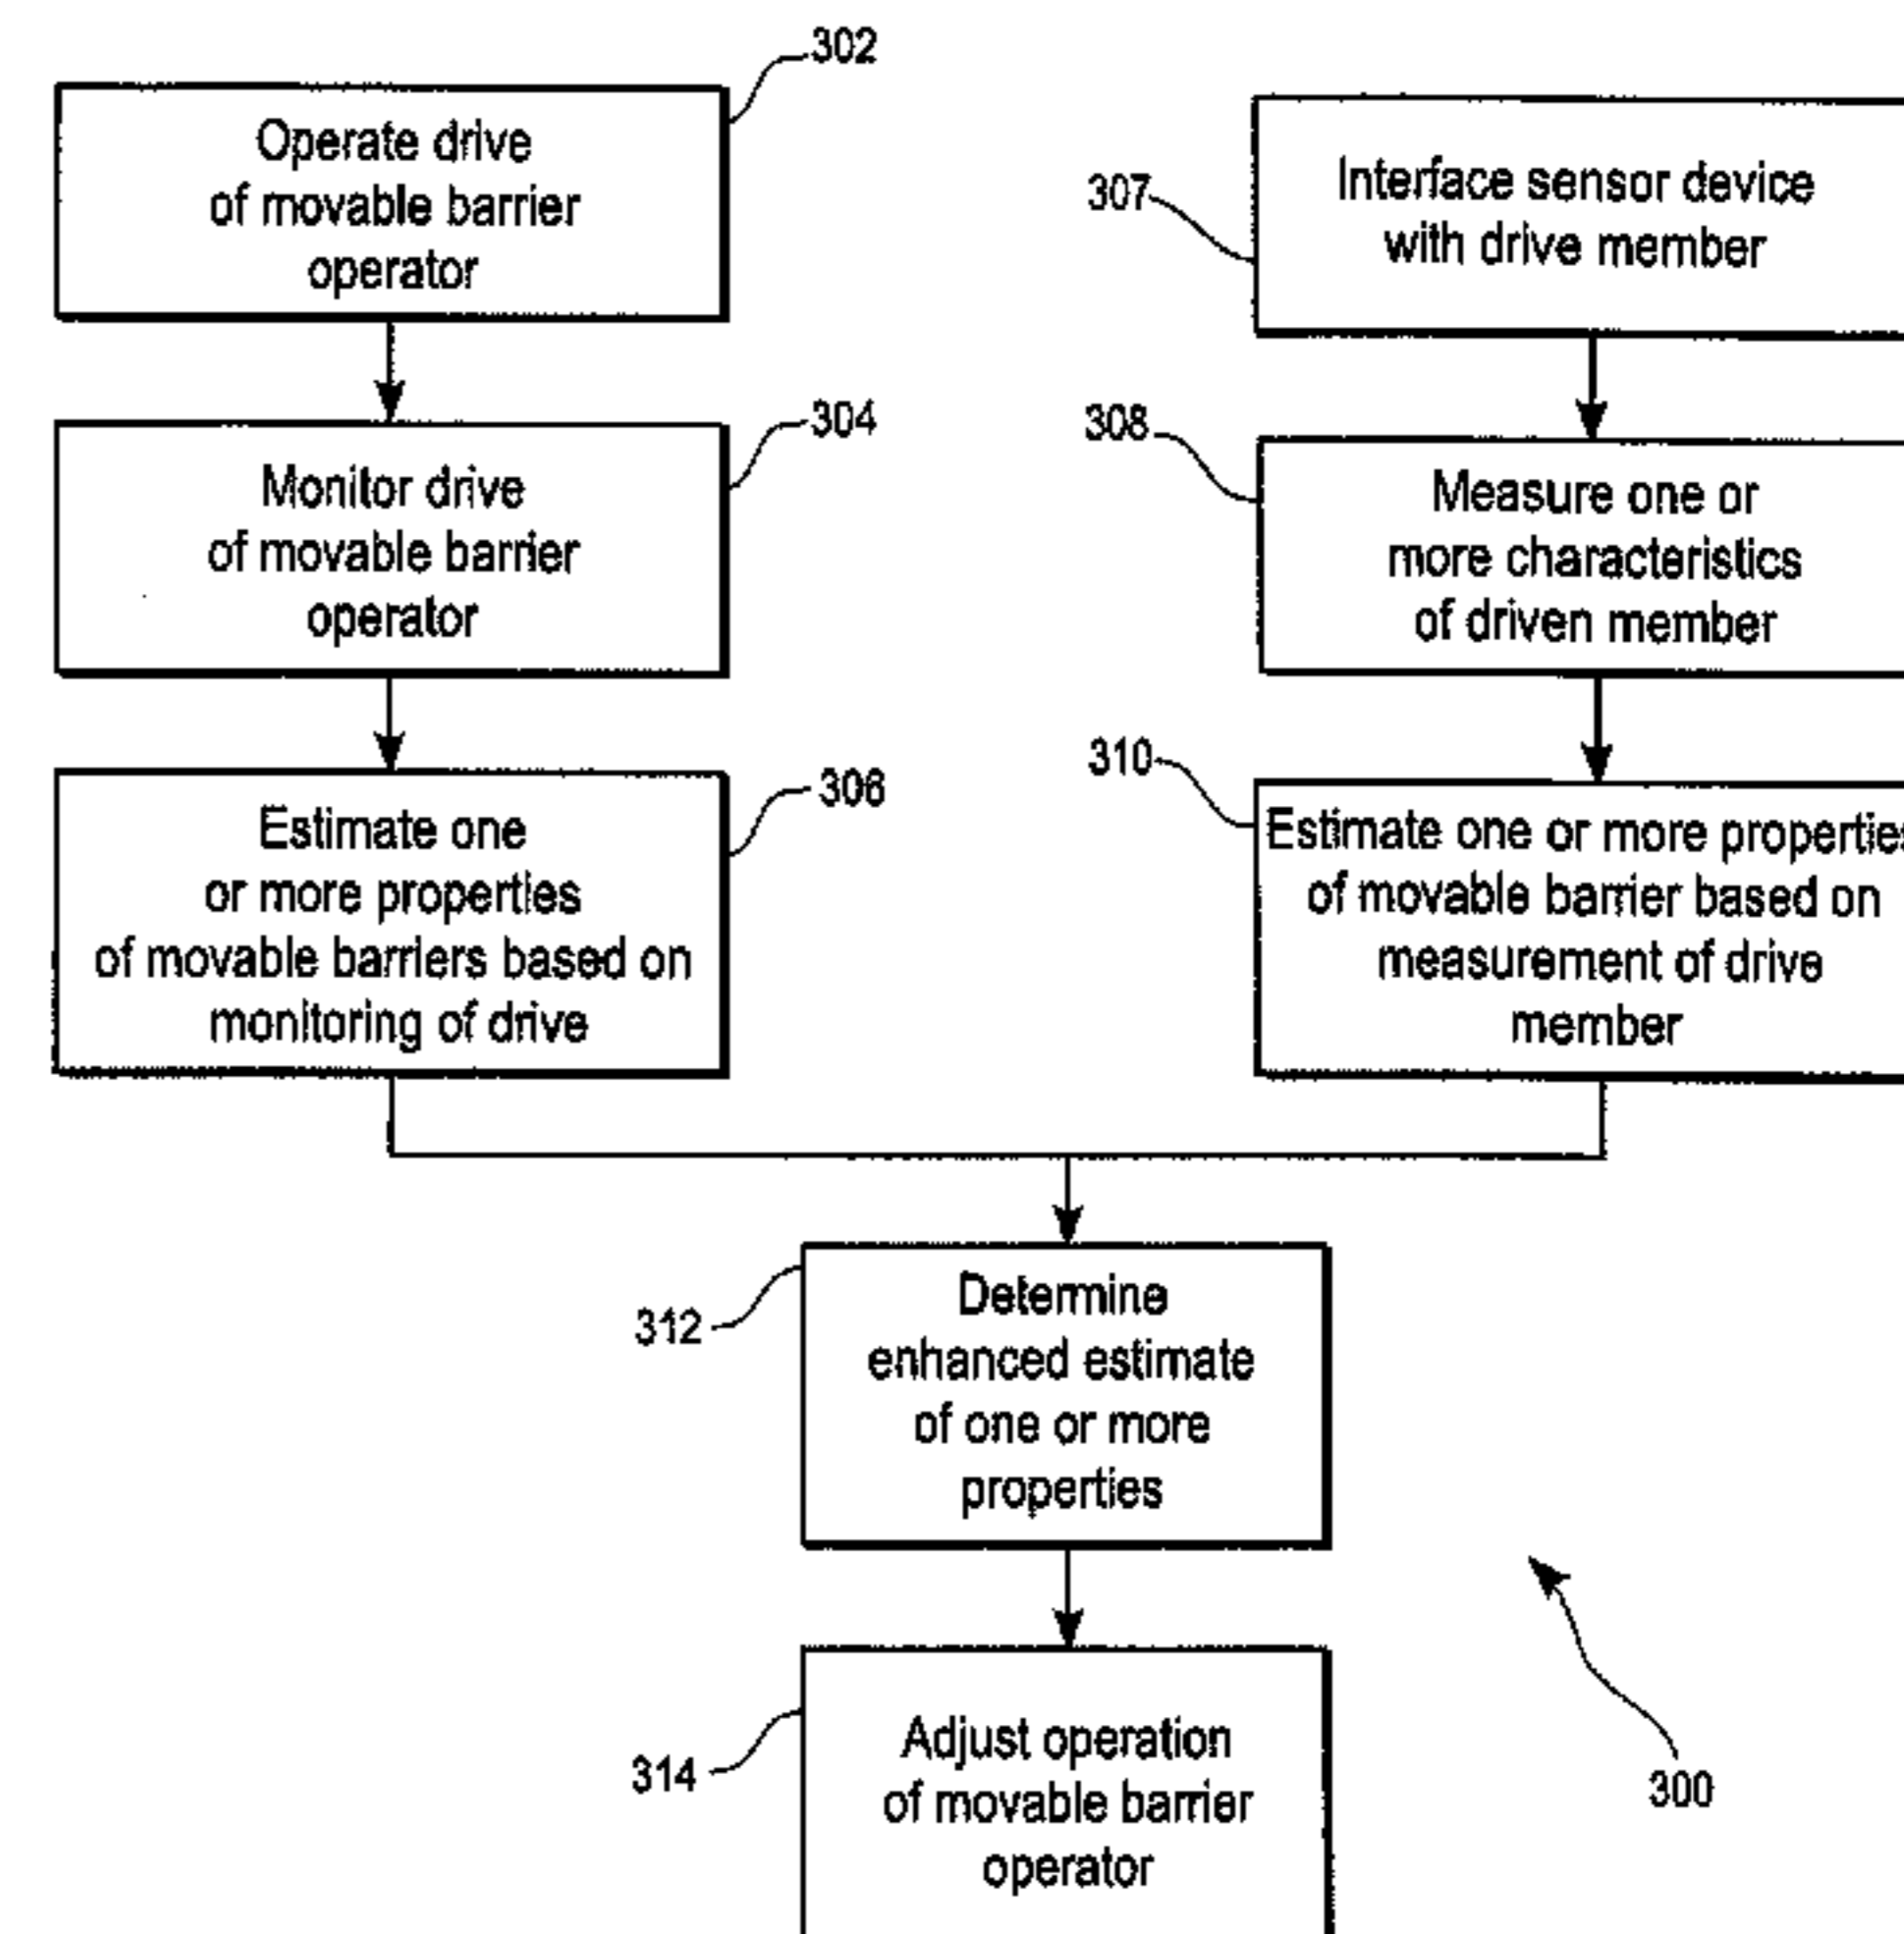 302
Operate drive
of movable barrier
operator
304
Monitor drive
of movable barrier
operator
306
Estimate one
or more properties
of movable barriers based on
monitoring of drive
307
Interface sensor device
with drive member
308
Measure one or
more characteristics
of driven member
310
Estimate one or more properties
of movable barrier based on
measurement of drive
member
312
Determine
enhanced estimate
of one or more
properties
314
Adjust operation
of movable barrier
operator
300